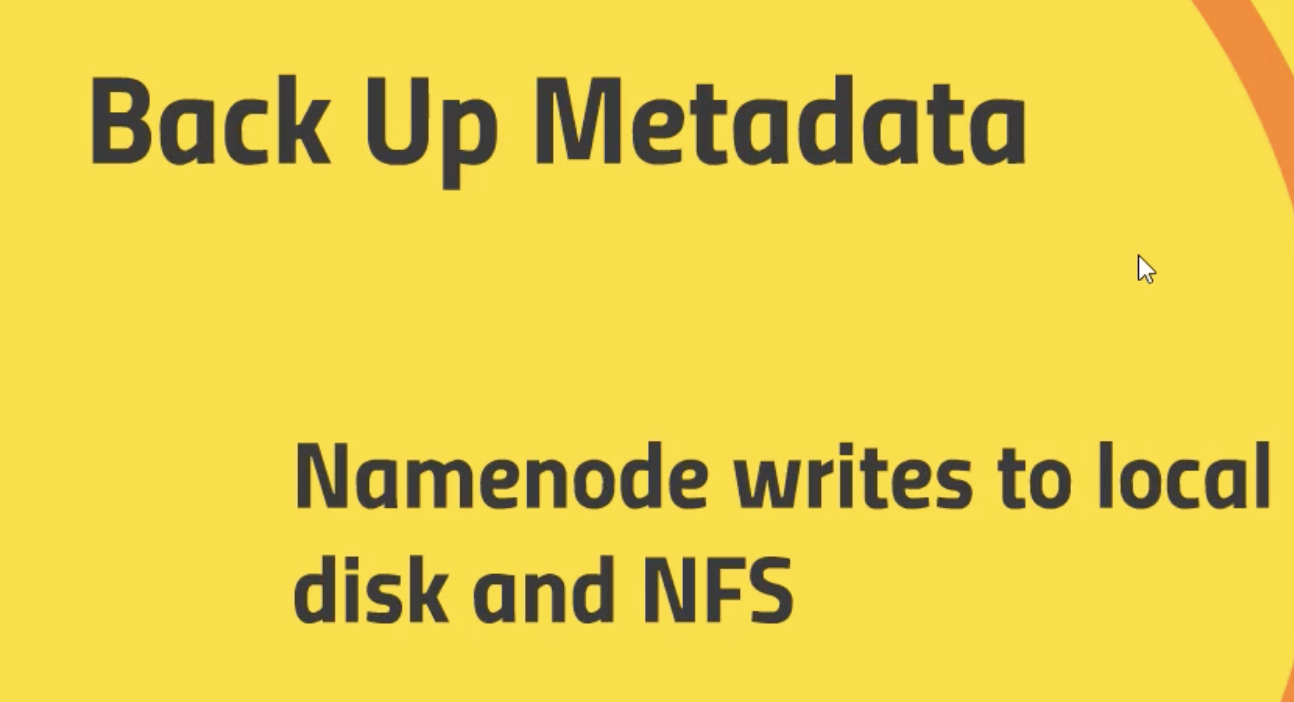 Back Up Metadata
Namenode writes to local
disk and NFS